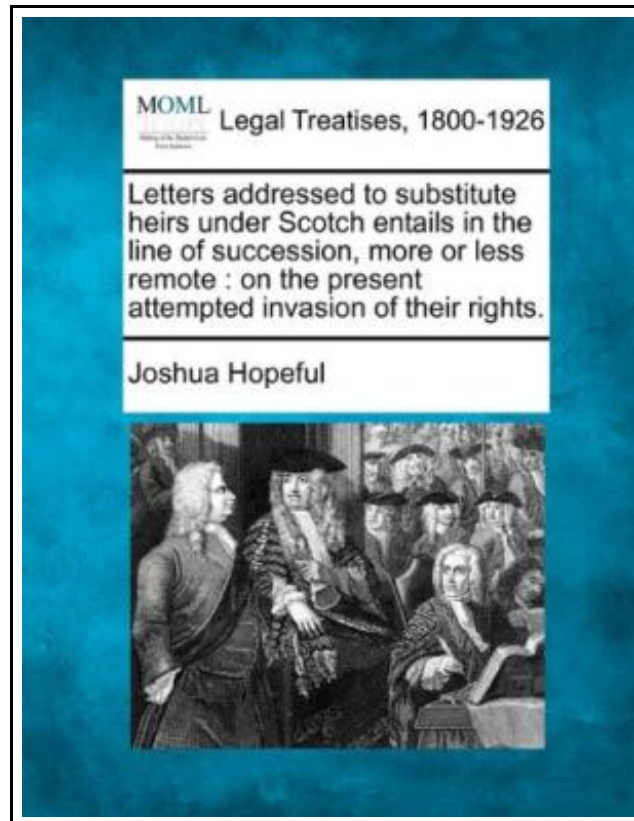 MOML
Legal Treatises, 1800-1926
Letters addressed to substitute
heirs under Scotch entails in the
line of succession, more or less
remote : on the present
attempted invasion of their rights.
Joshua Hopeful